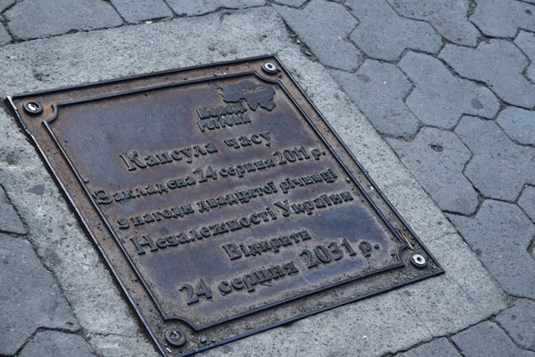 Капсула часу
Закладена 24 серпня 2011 р.
з нагоди двадцятої річниці
Незалежності України
Відкрити
24 серпня 2031 р.